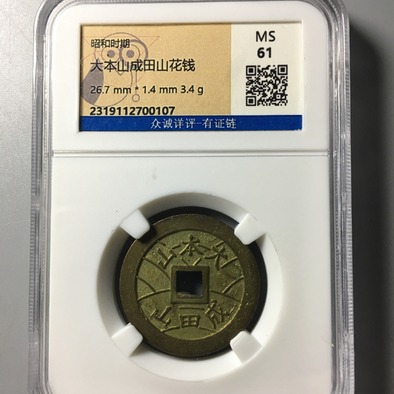 昭和时期
大本山成田山花钱
26.7 mm * 1.4 mm 3.4 g
2319112700107
MS
61
众诚详评-有证链
大本山
成田山